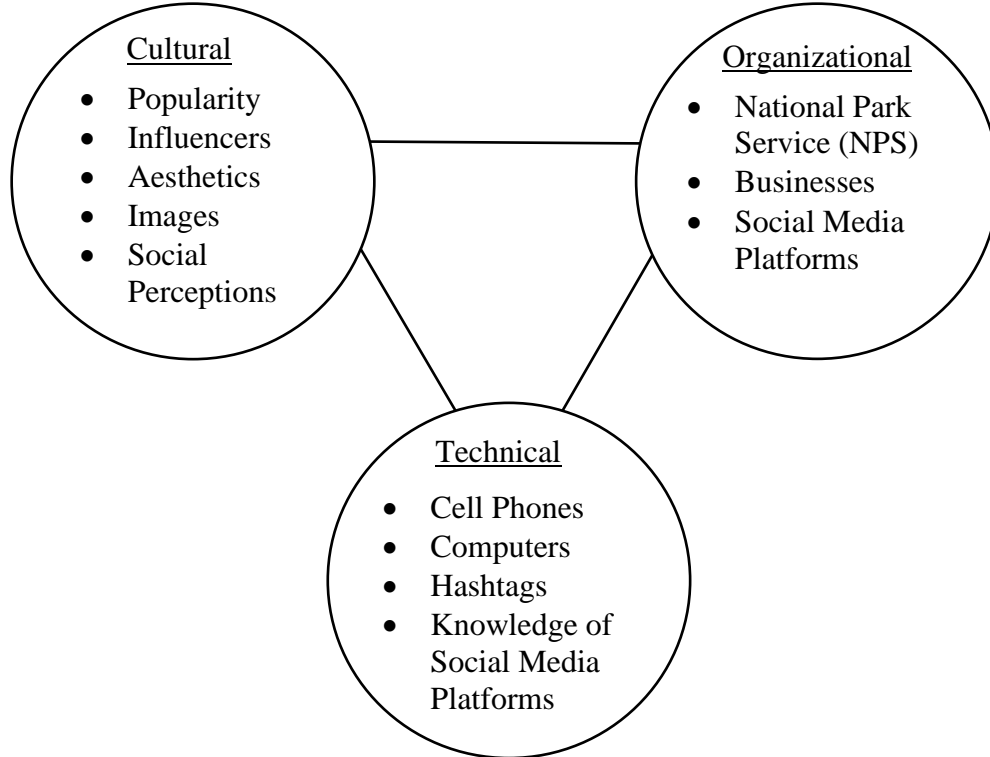 Cultural
• Popularity
• Influencers
• Aesthetics
• Images
• Social
Perceptions
Organizational
• National Park
Service (NPS)
• Businesses
• Social Media
Platforms
Technical
• Cell Phones
• Computers
• Hashtags
• Knowledge of
Social Media
Platforms